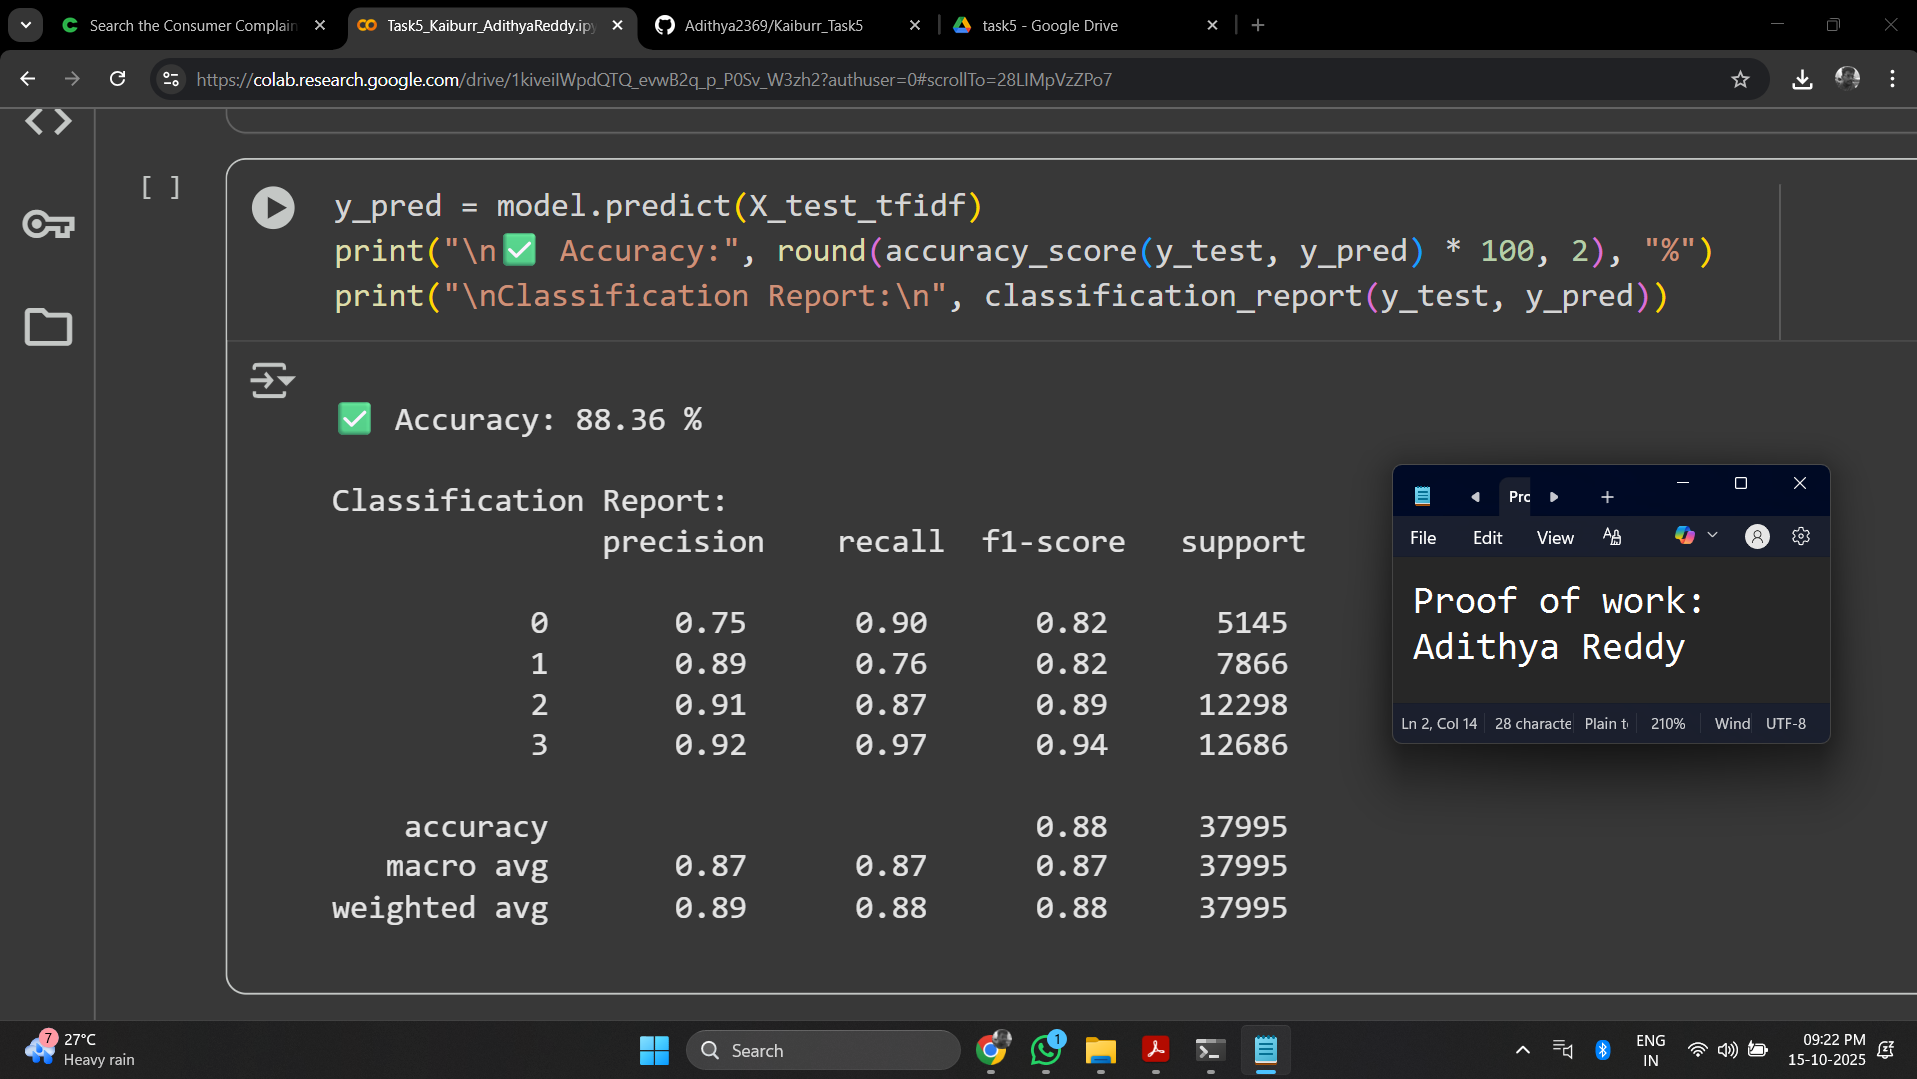 Search the Consumer Complain
Task5_Kaiburr_AdithyaReddy.ipy
Adithya2369/Kaiburr_Task5
task5 - Google Drive
https://colab.research.google.com/drive/1kiveiIWpdQTQ_evwB2q_p_P0Sv_W3zh2?authuser=0#scrollTo=28LIMpVzZPo7
[ ]
y_pred = model.predict(X_test_tfidf)
print("\n✅ Accuracy:", round(accuracy_score(y_test, y_pred) * 100, 2), "%")
print("\nClassification Report:\n", classification_report(y_test, y_pred))
✅ Accuracy: 88.36 %
Classification Report:
precision recall f1-score support
0 0.75 0.90 0.82 5145
1 0.89 0.76 0.82 7866
2 0.91 0.87 0.89 12298
3 0.92 0.97 0.94 12686
accuracy 0.88 37995
macro avg 0.87 0.87 0.87 37995
weighted avg 0.89 0.88 0.88 37995
Prc
File Edit View
Proof of work:
Adithya Reddy
Ln 2, Col 14 28 characte Plain t 210% Wind UTF-8
7
27°C
Heavy rain
Search
1
ENG
IN
09:22 PM
15-10-2025